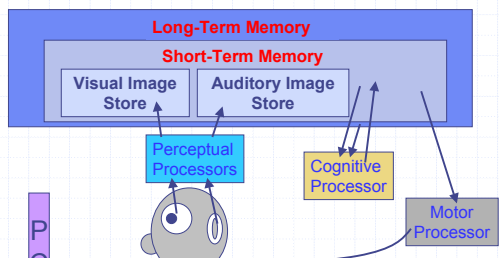 Long-Term Memory
Short-Term Memory
Visual Image
Store
Auditory Image
Store
Perceptual
Processors
Cognitive
Processor
Motor
Processor
P